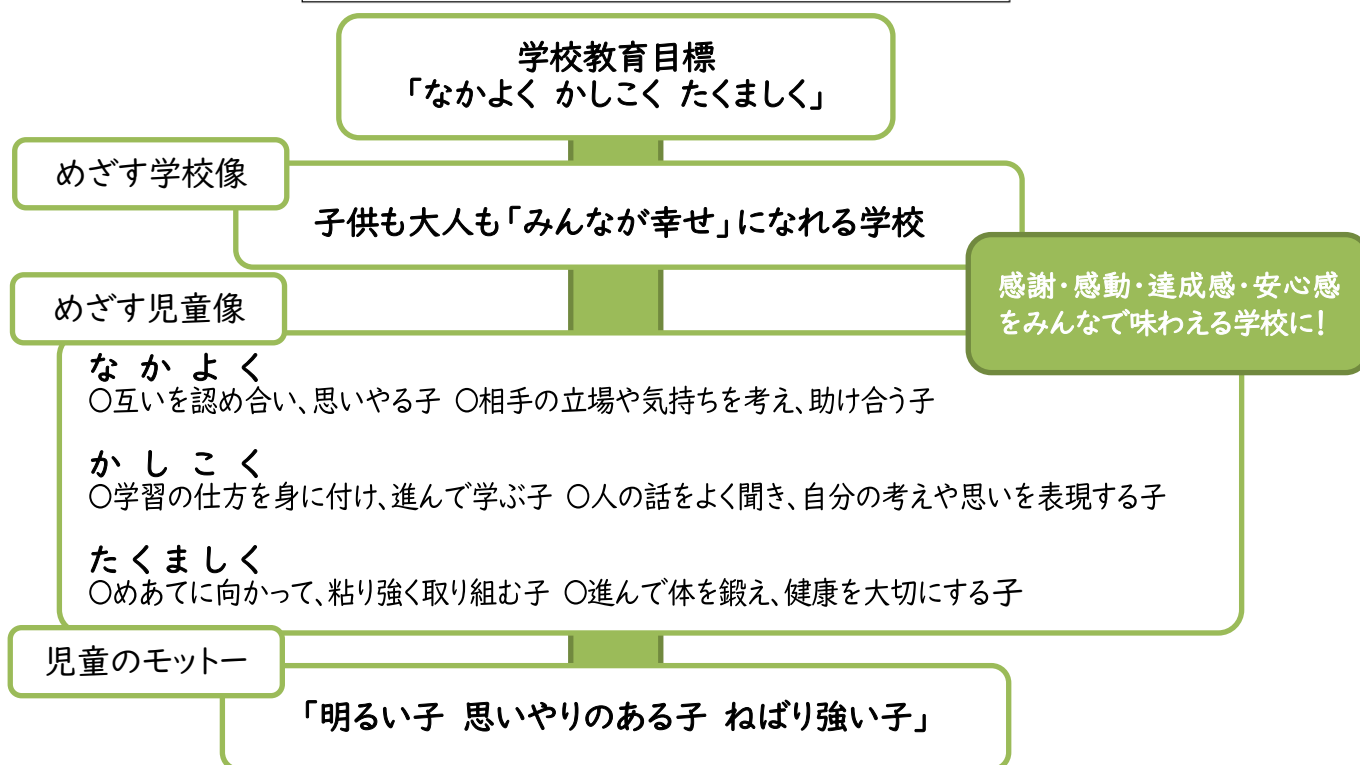 学校教育目標
「なかよく かしこく たくましく」
めざす学校像
子供も大人も「みんなが幸せ」になれる学校
感謝・感動・達成感・安心感
をみんなで味わえる学校に!
めざす児童像
な か よ く
○互いを認め合い、思いやる子 ○相手の立場や気持ちを考え、助け合う子
か し こ く
○学習の仕方を身に付け、進んで学ぶ子 ○人の話をよく聞き、自分の考えや思いを表現する子
た く ま し く
○めあてに向かって、粘り強く取り組む子 ○進んで体を鍛え、健康を大切にする子
児童のモットー
「明るい子 思いやりのある子 ねばり強い子」